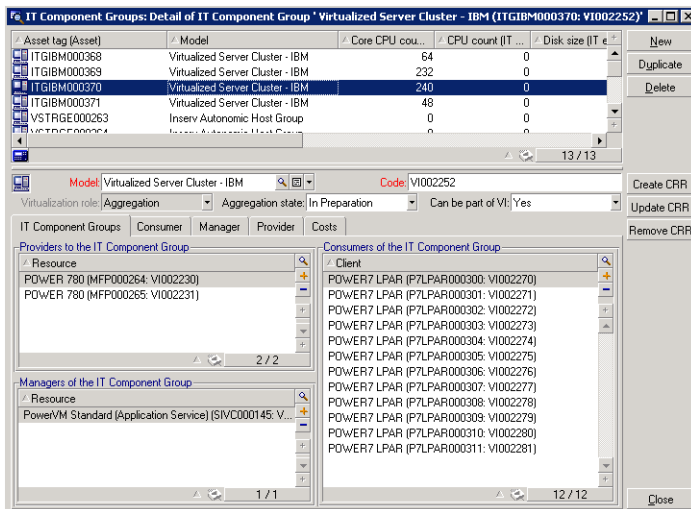 IT Component Groups: Detail of IT Component Group ' Virtualized Server Cluster - IBM (ITGIBM000370: VI002252)'
Asset tag (Asset) Model Core CPU cou... CPU count (IT ... Disk size (IT e
ITGIBM000368 Virtualized Server Cluster - IBM 64 0
ITGIBM000369 Virtualized Server Cluster - IBM 232 0
ITGIBM000370 Virtualized Server Cluster - IBM 240 0
ITGIBM000371 Virtualized Server Cluster - IBM 48 0
VSTRGE000263 Inserv Autonomic Host Group 0 0
VSTRGE000264 Inserv Autonomic Host Group 0 0
13 / 13
New
Duplicate
Delete
Model: Virtualized Server Cluster - IBM Code: VI002252
Virtualization role: Aggregation Aggregation state: In Preparation Can be part of VI: Yes
Create CRR
Update CRR
Remove CRR
IT Component Groups Consumer Manager Provider Costs
Providers to the IT Component Group
Resource
POWER 780 (MFP000264: VI002230)
POWER 780 (MFP000265: VI002231)
2 / 2
Managers of the IT Component Group
Resource
PowerVM Standard (Application Service) (SIVC000145: V...
1 / 1
Consumers of the IT Component Group
Client
POWER7 LPAR (P7LPAR000300: VI002270)
POWER7 LPAR (P7LPAR000301: VI002271)
POWER7 LPAR (P7LPAR000302: VI002272)
POWER7 LPAR (P7LPAR000303: VI002273)
POWER7 LPAR (P7LPAR000304: VI002274)
POWER7 LPAR (P7LPAR000305: VI002275)
POWER7 LPAR (P7LPAR000306: VI002276)
POWER7 LPAR (P7LPAR000307: VI002277)
POWER7 LPAR (P7LPAR000308: VI002278)
POWER7 LPAR (P7LPAR000309: VI002279)
POWER7 LPAR (P7LPAR000310: VI002280)
POWER7 LPAR (P7LPAR000311: VI002281)
12 / 12
Close